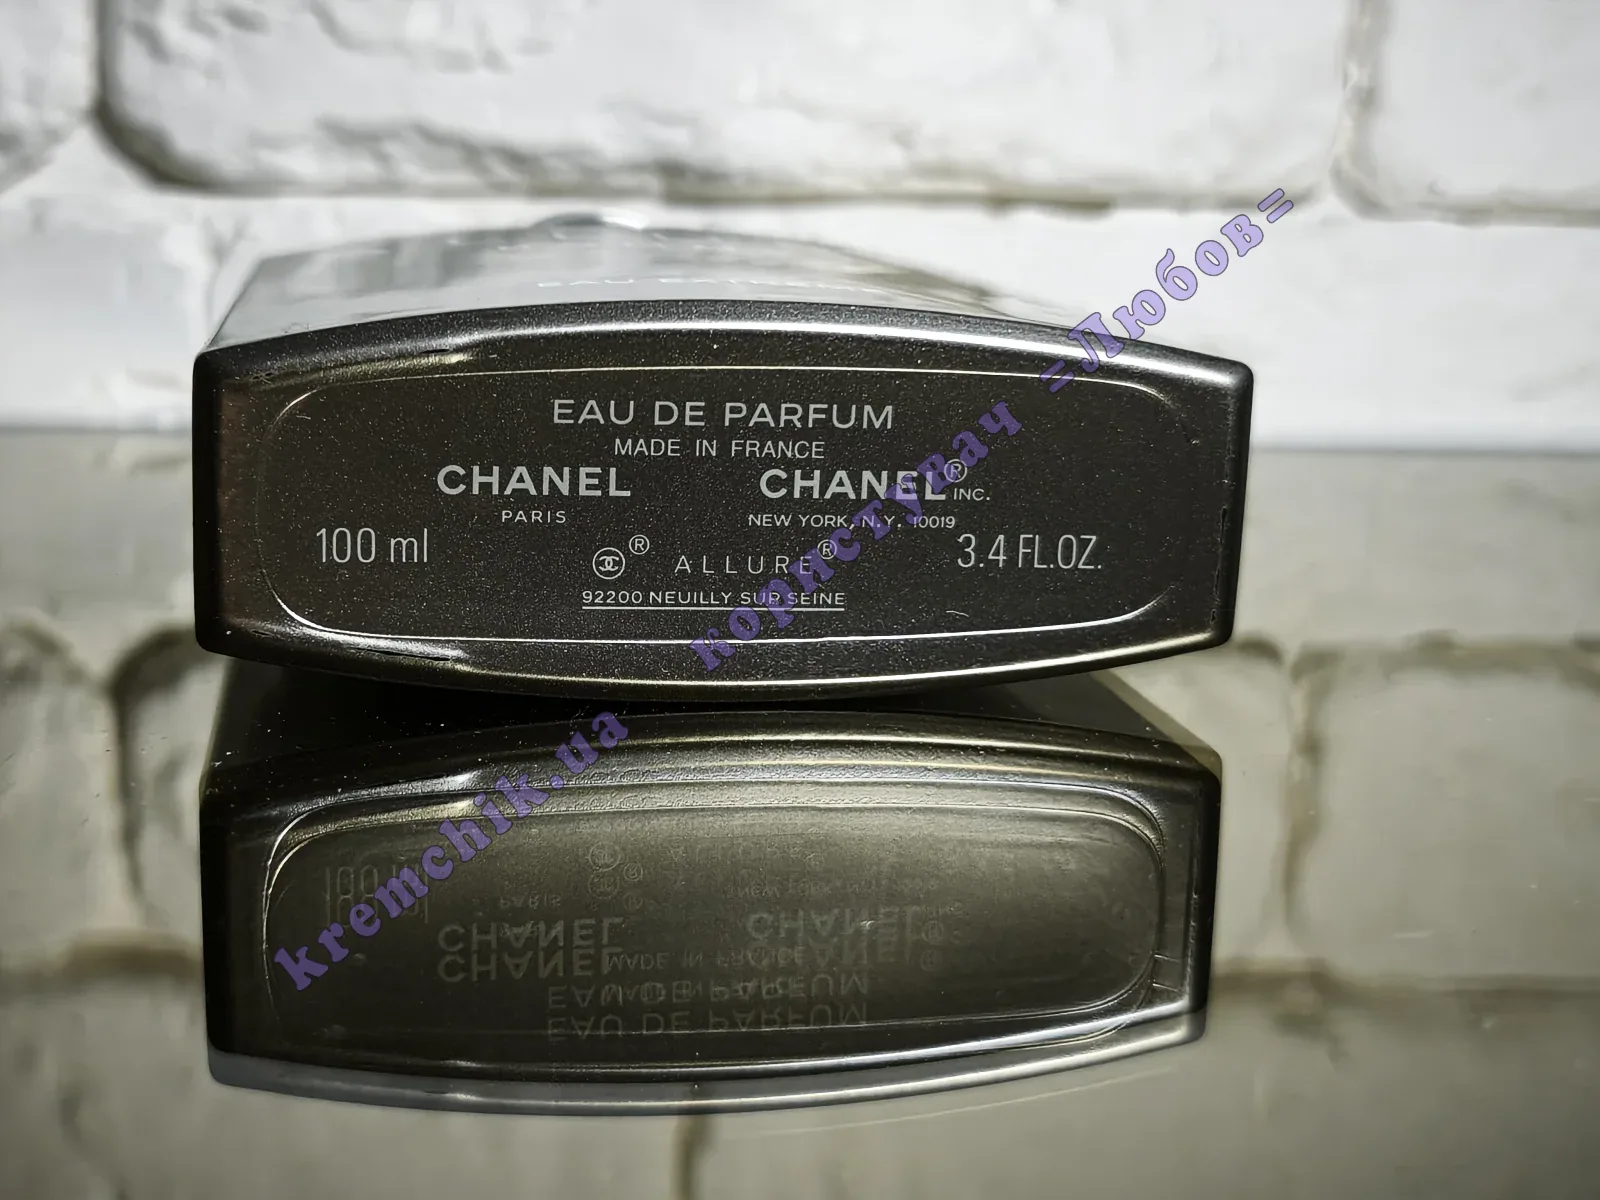 EAU DE PARFUM
MADE IN FRANCE
CHANEL CHANEL® INC.
PARIS NEW YORK, N.Y. 10019
100 ml ® ALLURE® 3.4 FL.OZ.
92200 NEUILLY SUR SEINE
kremchik.ua користувач =Любов=